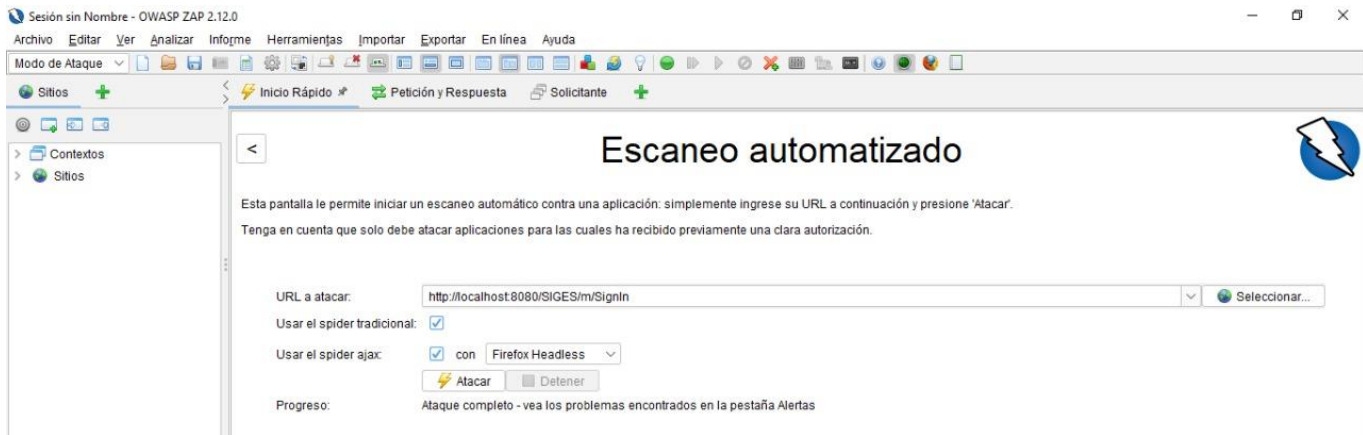 Sesión sin Nombre - OWASP ZAP 2.12.0
Archivo Editar Ver Analizar Informe Herramientas Importar Exportar En línea Ayuda
Modo de Ataque
Sitios
Inicio Rápido Petición y Respuesta Solicitante
Contextos
Sitios
<
Escaneo automatizado
Esta pantalla le permite iniciar un escaneo automático contra una aplicación: simplemente ingrese su URL a continuación y presione 'Atacar'.
Tenga en cuenta que solo debe atacar aplicaciones para las cuales ha recibido previamente una clara autorización.
URL a atacar: http://localhost:8080/SIGES/m/SignIn Seleccionar...
Usar el spider tradicional:
Usar el spider ajax: con Firefox Headless
Atacar Detener
Progreso: Ataque completo - vea los problemas encontrados en la pestaña Alertas